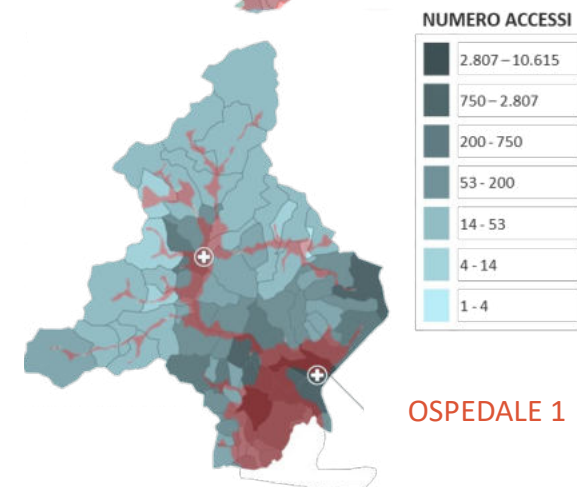 NUMERO ACCESSI
2.807 – 10.615
750 – 2.807
200 - 750
53 - 200
14 - 53
4 - 14
1 - 4
OSPEDALE 1